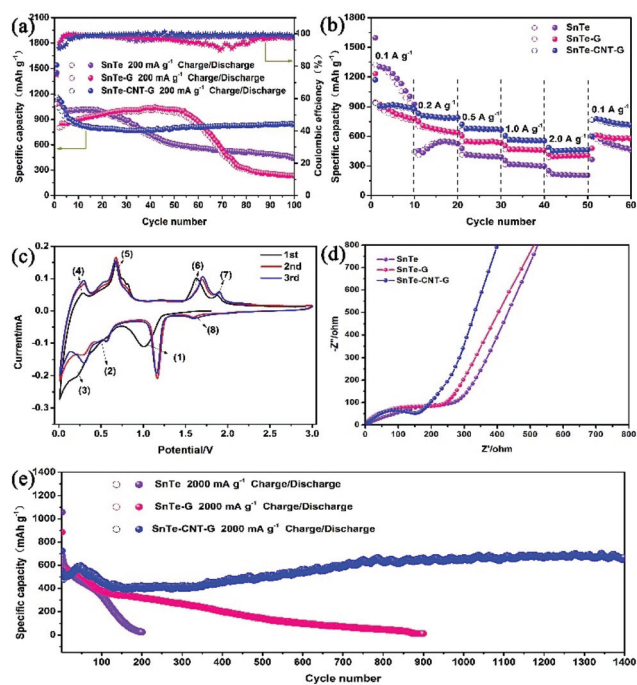 (a)
Specific capacity (mAh g⁻¹)
2100
1800
1500
1200
900
600
300
SnTe 200 mA g⁻¹ Charge/Discharge
SnTe-G 200 mA g⁻¹ Charge/Discharge
SnTe-CNT-G 200 mA g⁻¹ Charge/Discharge
120
100
80
60
40
20
0
Coulombic efficiency (%)
0 10 20 30 40 50 60 70 80 90 100
Cycle number
(b)
Specific capacity (mAh g⁻¹)
1800
1500
1200
900
600
300
0
SnTe
SnTe-G
SnTe-CNT-G
0.1 A g⁻¹
0.2 A g⁻¹
0.5 A g⁻¹
1.0 A g⁻¹
2.0 A g⁻¹
0.1 A g⁻¹
0 10 20 30 40 50 60
Cycle number
(c)
Current/mA
0.2
0.1
0.0
-0.1
-0.2
-0.3
(4)
(5)
(6)
(7)
1st
2nd
3rd
(3)
(2)
(1)
(8)
0.0 0.5 1.0 1.5 2.0 2.5 3.0
Potential/V
(d)
-Z''/ohm
800
700
600
500
400
300
200
100
0
SnTe
SnTe-G
SnTe-CNT-G
0 100 200 300 400 500 600 700 800
Z'/ohm
(e)
Specific capacity (mAh g⁻¹)
1400
1200
1000
800
600
400
200
0
SnTe 2000 mA g⁻¹ Charge/Discharge
SnTe-G 2000 mA g⁻¹ Charge/Discharge
SnTe-CNT-G 2000 mA g⁻¹ Charge/Discharge
100 200 300 400 500 600 700 800 900 1000 1100 1200 1300 1400
Cycle number